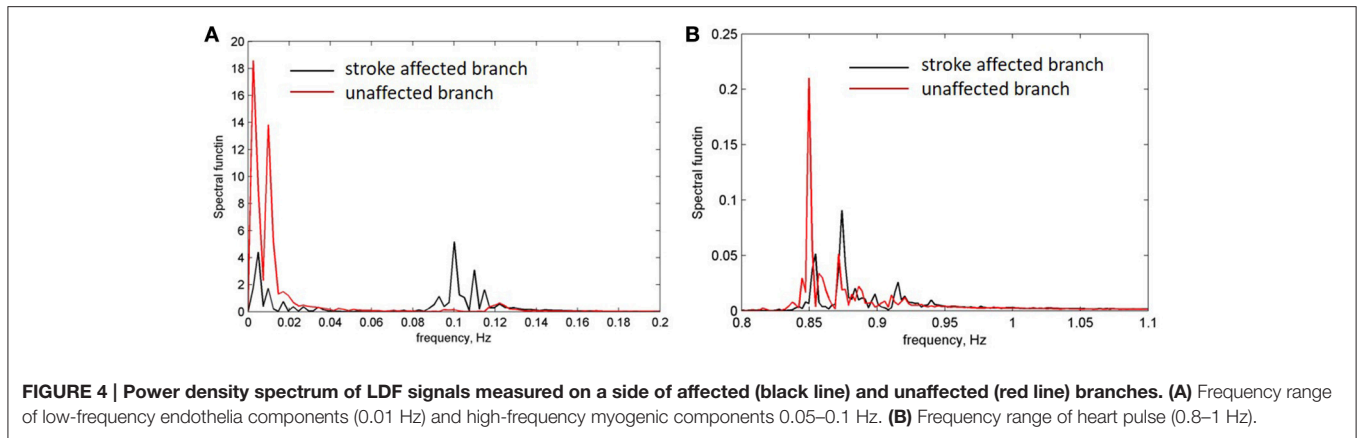 A
20
18
16
14
12
10
8
6
4
2
0
Spectral functin
stroke affected branch
unaffected branch
0 0.02 0.04 0.06 0.08 0.1 0.12 0.14 0.16 0.18 0.2
frequency, Hz
B
0.25
0.2
0.15
0.1
0.05
0
Spectral functin
stroke affected branch
unaffected branch
0.8 0.85 0.9 0.95 1 1.05 1.1
frequency, Hz
FIGURE 4 | Power density spectrum of LDF signals measured on a side of affected (black line) and unaffected (red line) branches. (A) Frequency range
of low-frequency endothelia components (0.01 Hz) and high-frequency myogenic components 0.05–0.1 Hz. (B) Frequency range of heart pulse (0.8–1 Hz).